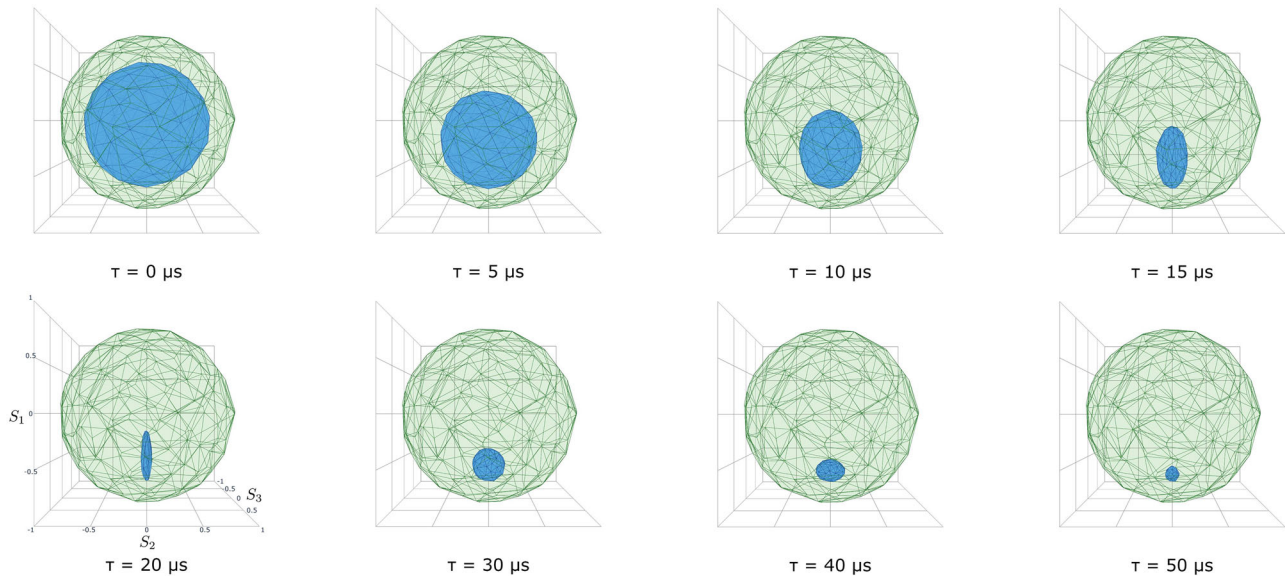 τ = 0 µs
τ = 5 µs
τ = 10 µs
τ = 15 µs
1
0.5
S1 0
-0.5
-1
-1
-0.5
0
0.5
S3
-1 -0.5 0 0.5 1
S2
τ = 20 µs
τ = 30 µs
τ = 40 µs
τ = 50 µs